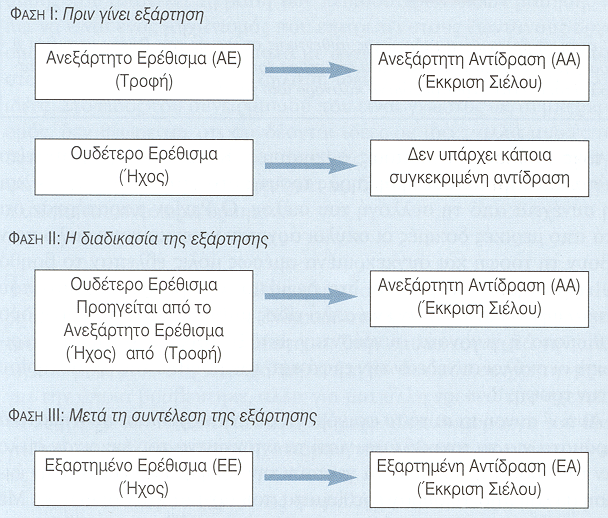 ΦΑΣΗ Ι: Πριν γίνει εξάρτηση
Ανεξάρτητο Ερέθισμα (ΑΕ)
(Τροφή)
Ανεξάρτητη Αντίδραση (ΑΑ)
(Έκκριση Σιέλου)
Ουδέτερο Ερέθισμα
(Ήχος)
Δεν υπάρχει κάποια
συγκεκριμένη αντίδραση
ΦΑΣΗ ΙΙ: Η διαδικασία της εξάρτησης
Ουδέτερο Ερέθισμα
Προηγείται από το
Ανεξάρτητο Ερέθισμα
(Ήχος) από (Τροφή)
Ανεξάρτητη Αντίδραση (ΑΑ)
(Έκκριση Σιέλου)
ΦΑΣΗ ΙΙΙ: Μετά τη συντέλεση της εξάρτησης
Εξαρτημένο Ερέθισμα (ΕΕ)
(Ήχος)
Εξαρτημένη Αντίδραση (ΕΑ)
(Έκκριση Σιέλου)